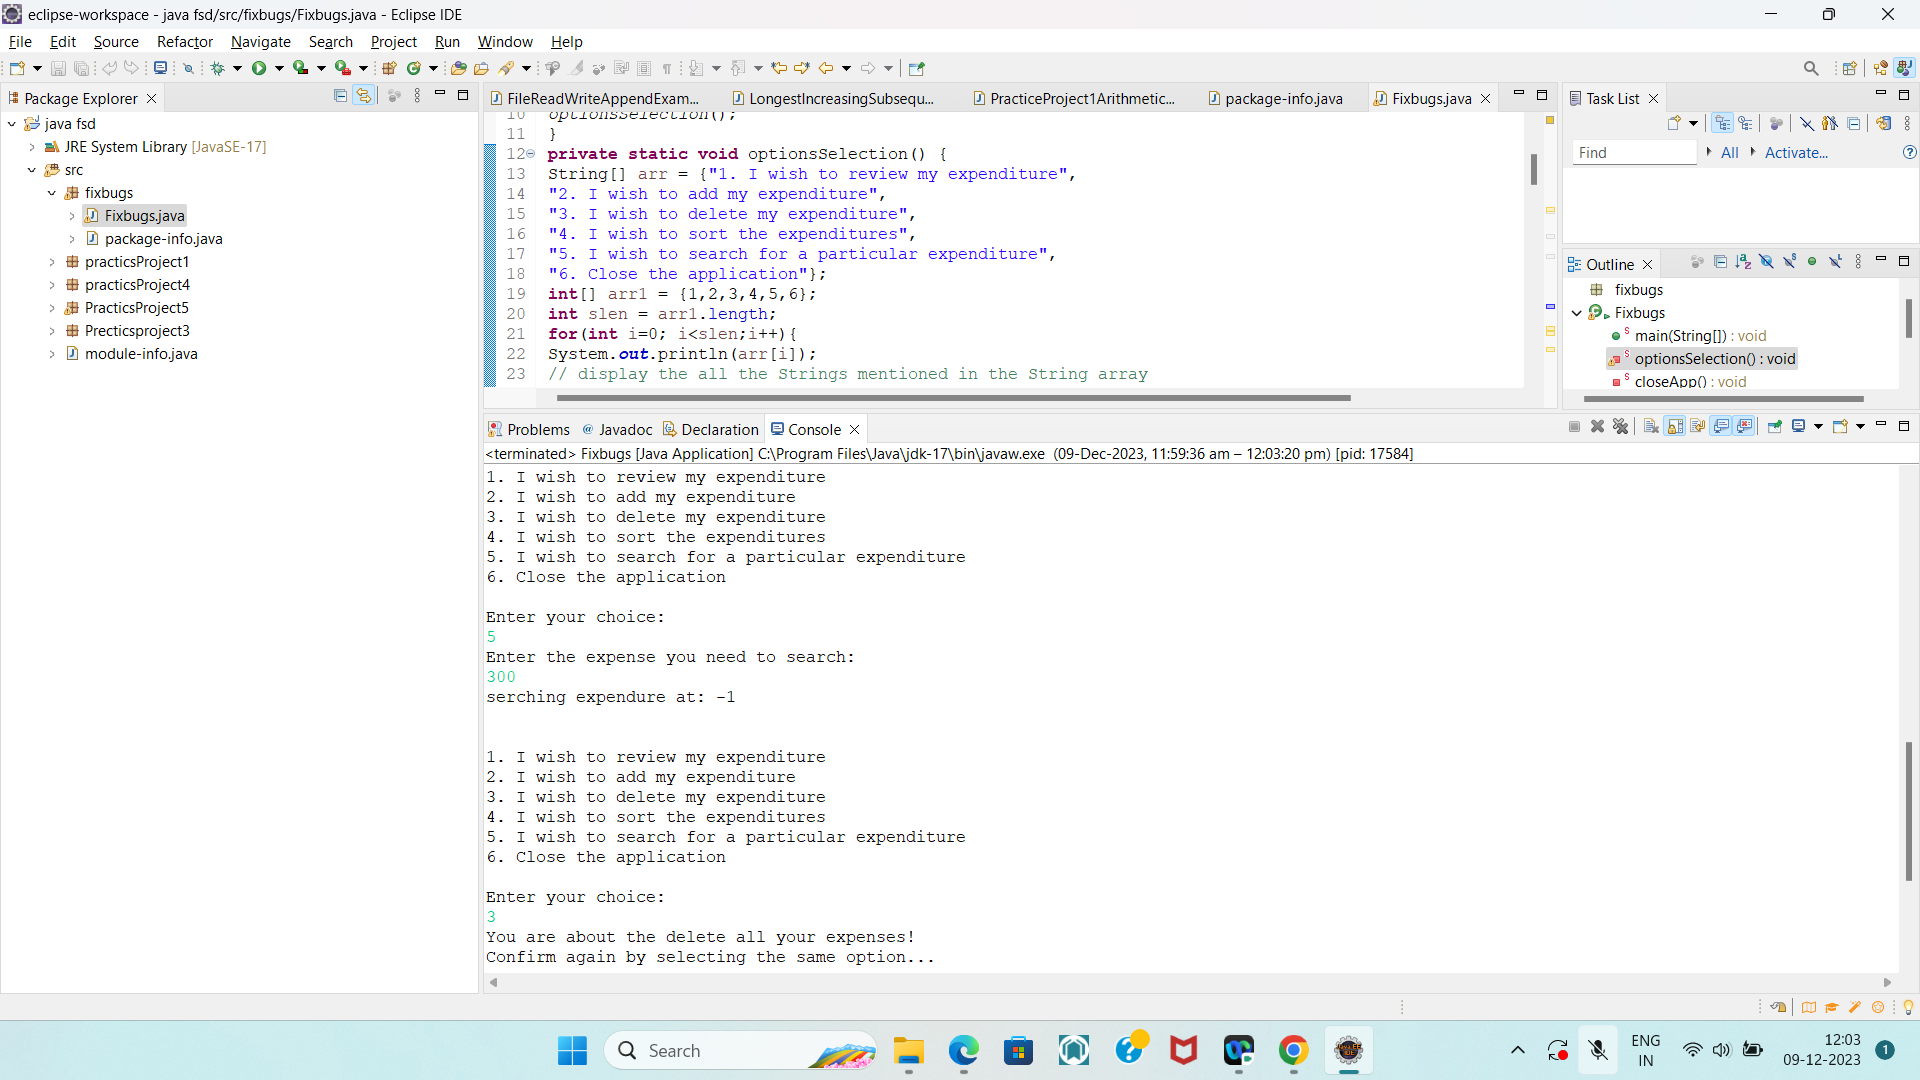 eclipse-workspace - java fsd/src/fixbugs/Fixbugs.java - Eclipse IDE
File Edit Source Refactor Navigate Search Project Run Window Help
Package Explorer
java fsd
JRE System Library [JavaSE-17]
src
fixbugs
Fixbugs.java
package-info.java
practicsProject1
practicsProject4
PracticsProject5
Precticsproject3
module-info.java
FileReadWriteAppendExam... LongestIncreasingSubsequ... PracticeProject1Arithmetic... package-info.java Fixbugs.java
10 optionsSelection();
11 }
12 private static void optionsSelection() {
13 String[] arr = {"1. I wish to review my expenditure",
14 "2. I wish to add my expenditure",
15 "3. I wish to delete my expenditure",
16 "4. I wish to sort the expenditures",
17 "5. I wish to search for a particular expenditure",
18 "6. Close the application"};
19 int[] arr1 = {1,2,3,4,5,6};
20 int slen = arr1.length;
21 for(int i=0; i<slen;i++){
22 System.out.println(arr[i]);
23 // display the all the Strings mentioned in the String array
Task List
Find All Activate...
Outline
fixbugs
Fixbugs
main(String[]) : void
optionsSelection() : void
closeApp() : void
Problems Javadoc Declaration Console
<terminated> Fixbugs [Java Application] C:\Program Files\Java\jdk-17\bin\javaw.exe (09-Dec-2023, 11:59:36 am – 12:03:20 pm) [pid: 17584]
1. I wish to review my expenditure
2. I wish to add my expenditure
3. I wish to delete my expenditure
4. I wish to sort the expenditures
5. I wish to search for a particular expenditure
6. Close the application
Enter your choice:
5
Enter the expense you need to search:
300
serching expendure at: -1
1. I wish to review my expenditure
2. I wish to add my expenditure
3. I wish to delete my expenditure
4. I wish to sort the expenditures
5. I wish to search for a particular expenditure
6. Close the application
Enter your choice:
3
You are about the delete all your expenses!
Confirm again by selecting the same option...
Search
ENG
IN
12:03
09-12-2023
1